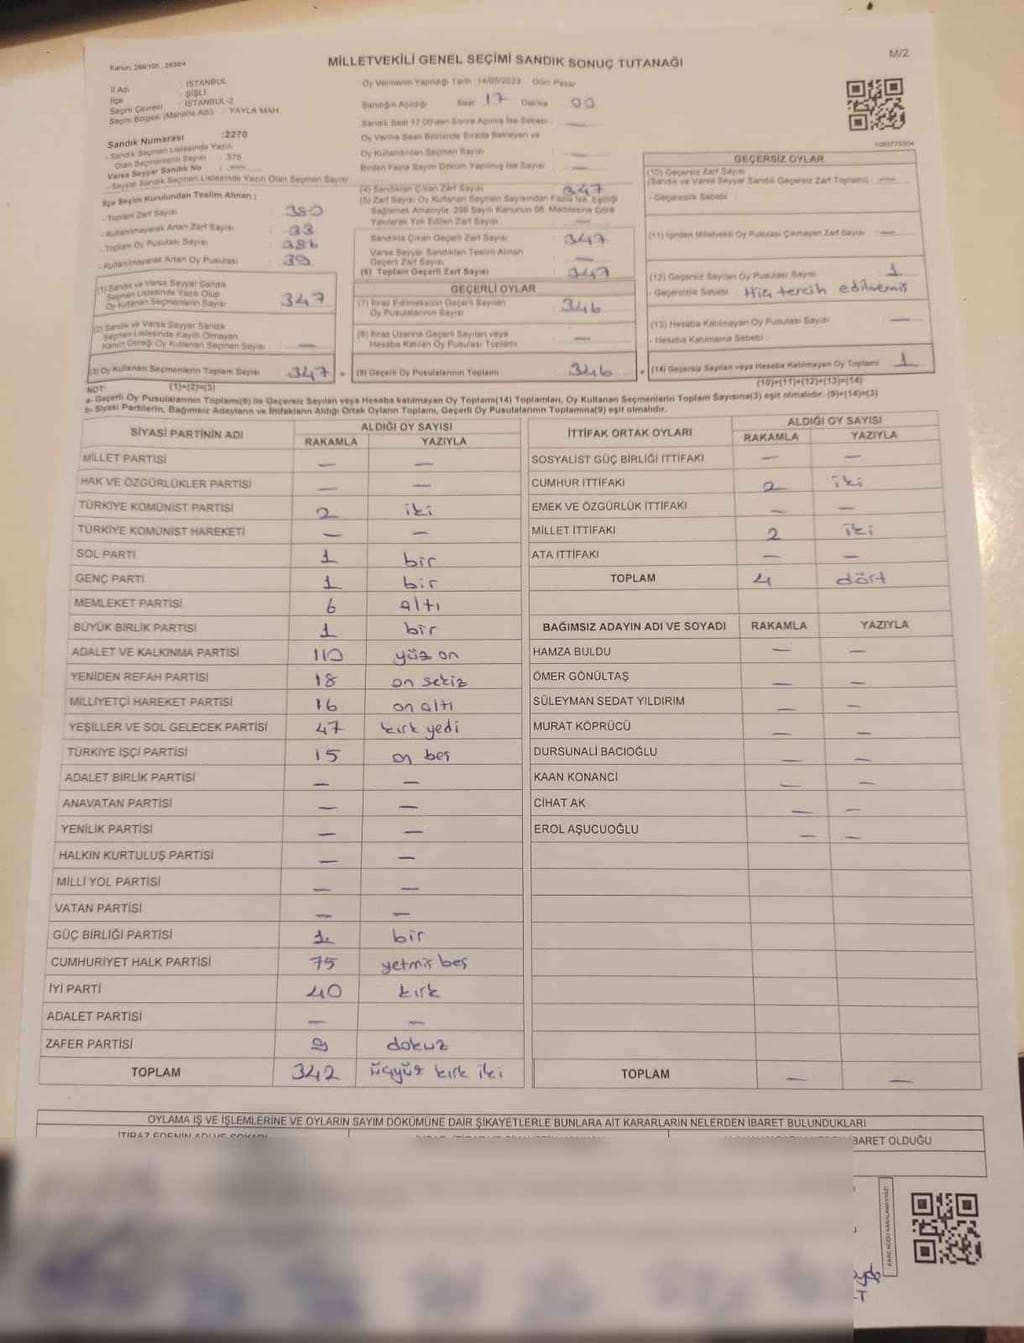 Kanun: 298/105 , 2839/4
MİLLETVEKİLİ GENEL SEÇİMİ SANDIK SONUÇ TUTANAĞI
M/2
İl Adı : İSTANBUL
İlçe : ŞİŞLİ
Seçim Çevresi : İSTANBUL-2
Seçim Bölgesi (Mahalle Adı) : YAYLA MAH.
Oy Vermenin Yapıldığı Tarih : 14/05/2023 Gün: Pazar
Sandığın Açıldığı Saat 17 Dakika 00
Sandık Saat 17:00'den Sonra Açılmış İse Sebebi —
Oy Verme Saati Bitiminde Sırada Bekleyen ve
Oy Kullandırılan Seçmen Sayısı —
Birden Fazla Sayım Döküm Yapılmış İse Sayısı —
Sandık Numarası :2270
- Sandık Seçmen Listesinde Yazılı
Olan Seçmenlerin Sayısı : 375
Varsa Seyyar Sandık No : —
- Seyyar Sandık Seçmen Listesinde Yazılı Olan Seçmen Sayısı
İlçe Seçim Kurulundan Teslim Alınan ;
- Toplam Zarf Sayısı 380
- Kullanılmayarak Artan Zarf Sayısı 33
- Toplam Oy Pusulası Sayısı
- Kullanılmayarak Artan Oy Pusulası 39
(1) Sandık ve Varsa Seyyar Sandık
Seçmen Listesinde Yazılı Olup
Oy Kullanan Seçmenlerin Sayısı 347
(2) Sandık ve Varsa Seyyar Sandık
Seçmen Listesinde Kayıtlı Olmayan
Kanun Gereği Oy Kullanan Seçmen Sayısı —
(3) Oy Kullanan Seçmenlerin Toplam Sayısı 347
(4) Sandıktan Çıkan Zarf Sayısı 347
(5) Zarf Sayısı Oy Kullanan Seçmen Sayısından Fazla İse, Eşitliği
Sağlamak Amacıyla, 298 Sayılı Kanunun 98. Maddesine Göre
Yakılarak Yok Edilen Zarf Sayısı —
Sandıkta Çıkan Geçerli Zarf Sayısı 347
Varsa Seyyar Sandıktan Teslim Alınan
Geçerli Zarf Sayısı —
(6) Toplam Geçerli Zarf Sayısı 347
GEÇERLİ OYLAR
(7) İtiraz Edilmeksizin Geçerli Sayılan
Oy Pusulalarının Sayısı 346
(8) İtiraz Üzerine Geçerli Sayılan veya
Hesaba Katılan Oy Pusulası Toplamı —
(9) Geçerli Oy Pusulalarının Toplamı 346
GEÇERSİZ OYLAR
(10) Geçersiz Zarf Sayısı
(Sandık ve Varsa Seyyar Sandık Geçersiz Zarf Toplamı) —
- Geçersizlik Sebebi
(11) İçinden Milletvekili Oy Pusulası Çıkmayan Zarf Sayısı —
(12) Geçersiz Sayılan Oy Pusulası Sayısı 1
- Geçersizlik Sebebi Hiç tercih edilmemiş
(13) Hesaba Katılmayan Oy Pusulası Sayısı —
- Hesaba Katılmama Sebebi
(14) Geçersiz Sayılan veya Hesaba Katılmayan Oy Toplamı 1
NOT: (1)+(2)=(3)
(10)+(11)+(12)+(13)=(14)
a- Geçerli Oy Pusulalarının Toplamı(9) ile Geçersiz Sayılan veya Hesaba katılmayan Oy Toplamı(14) Toplamları, Oy Kullanan Seçmenlerin Toplam Sayısına(3) eşit olmalıdır. (9)+(14)=(3)
b- Siyasi Partilerin, Bağımsız Adayların ve İttifakların Aldığı Ortak Oyların Toplamı, Geçerli Oy Pusulalarının Toplamına(9) eşit olmalıdır.
SİYASİ PARTİNİN ADI ALDIĞI OY SAYISI
RAKAMLA YAZIYLA
MİLLET PARTİSİ — —
HAK VE ÖZGÜRLÜKLER PARTİSİ — —
TÜRKİYE KOMÜNİST PARTİSİ 2 iki
TÜRKİYE KOMÜNİST HAREKETİ — —
SOL PARTİ 1 bir
GENÇ PARTİ 1 bir
MEMLEKET PARTİSİ 6 altı
BÜYÜK BİRLİK PARTİSİ 1 bir
ADALET VE KALKINMA PARTİSİ 110 yüz on
YENİDEN REFAH PARTİSİ 18 on sekiz
MİLLİYETÇİ HAREKET PARTİSİ 16 on altı
YEŞİLLER VE SOL GELECEK PARTİSİ 47 kırk yedi
TÜRKİYE İŞÇİ PARTİSİ 15 on beş
ADALET BİRLİK PARTİSİ — —
ANAVATAN PARTİSİ — —
YENİLİK PARTİSİ — —
HALKIN KURTULUŞ PARTİSİ — —
MİLLİ YOL PARTİSİ — —
VATAN PARTİSİ — —
GÜÇ BİRLİĞİ PARTİSİ 1 bir
CUMHURİYET HALK PARTİSİ 75 yetmiş beş
İYİ PARTİ 40 kırk
ADALET PARTİSİ — —
ZAFER PARTİSİ 9 dokuz
TOPLAM 342 üçyüz kırk iki
İTTİFAK ORTAK OYLARI ALDIĞI OY SAYISI
RAKAMLA YAZIYLA
SOSYALİST GÜÇ BİRLİĞİ İTTİFAKI — —
CUMHUR İTTİFAKI 2 iki
EMEK VE ÖZGÜRLÜK İTTİFAKI — —
MİLLET İTTİFAKI 2 iki
ATA İTTİFAKI — —
TOPLAM 4 dört
BAĞIMSIZ ADAYIN ADI VE SOYADI RAKAMLA YAZIYLA
HAMZA BULDU — —
ÖMER GÖNÜLTAŞ — —
SÜLEYMAN SEDAT YILDIRIM — —
MURAT KÖPRÜCÜ — —
DURSUNALİ BACIOĞLU — —
KAAN KONANCİ — —
CİHAT AK — —
EROL AŞUCUOĞLU — —
TOPLAM — —
OYLAMA İŞ VE İŞLEMLERİNE VE OYLARIN SAYIM DÖKÜMÜNE DAİR ŞİKAYETLERLE BUNLARA AİT KARARLARIN NELERDEN İBARET BULUNDUKLARI
İTİRAZ EDENİN ADI VE SOYADI
İBARET OLDUĞU